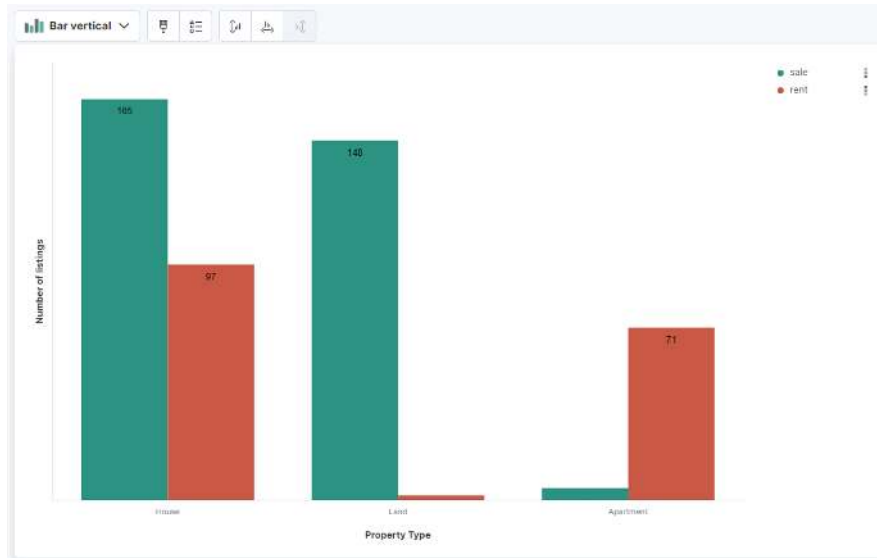 Bar vertical
sale
rent
165
148
97
71
Number of listings
House
Land
Apartment
Property Type